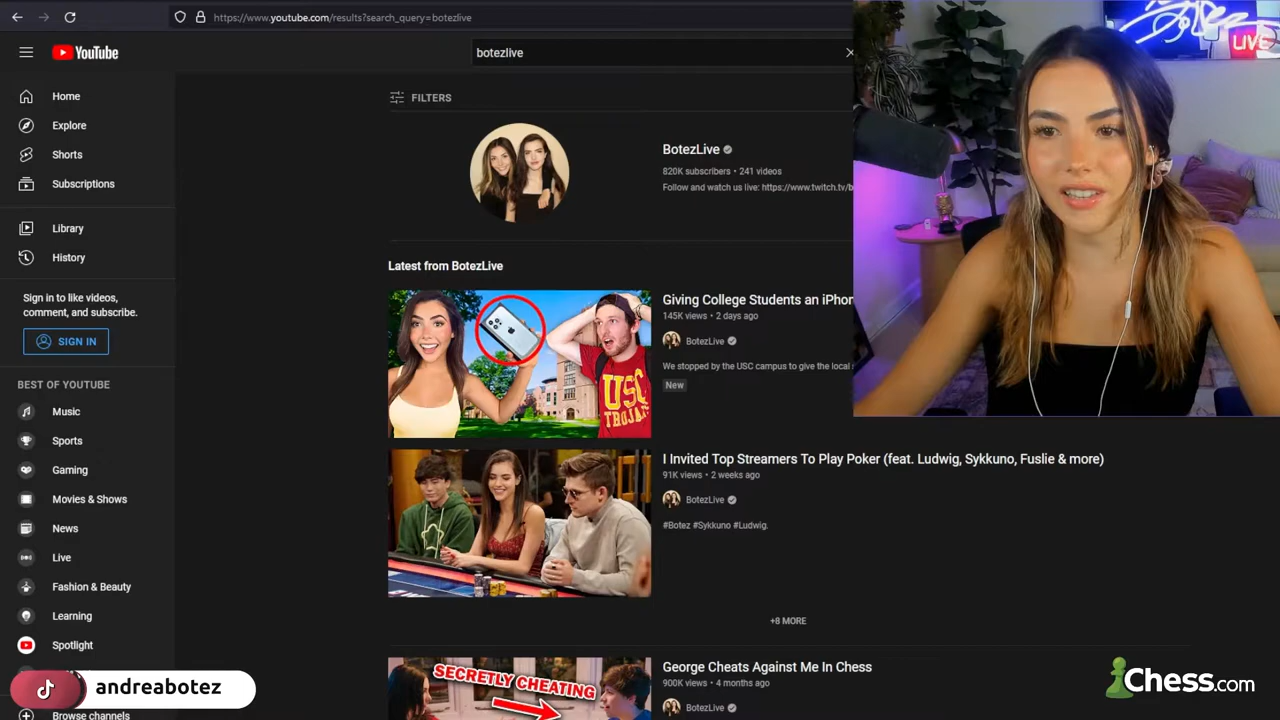 https://www.youtube.com/results?search_query=botezlive
YouTube
botezlive
Home
Explore
Shorts
Subscriptions
Library
History
Sign in to like videos,
comment, and subscribe.
SIGN IN
BEST OF YOUTUBE
Music
Sports
Gaming
Movies & Shows
News
Live
Fashion & Beauty
Learning
Spotlight
Browse channels
FILTERS
BotezLive
820K subscribers • 241 videos
Follow and watch us live: https://www.twitch.tv/b
Latest from BotezLive
USC
TROJANS
Giving College Students an iPhon
145K views • 2 days ago
BotezLive
We stopped by the USC campus to give the local s
New
I Invited Top Streamers To Play Poker (feat. Ludwig, Sykkuno, Fuslie & more)
91K views • 2 weeks ago
BotezLive
#Botez #Sykkuno #Ludwig.
+8 MORE
SECRETLY CHEATING
George Cheats Against Me In Chess
900K views • 4 months ago
BotezLive
LIVE
andreabotez
Chess.com